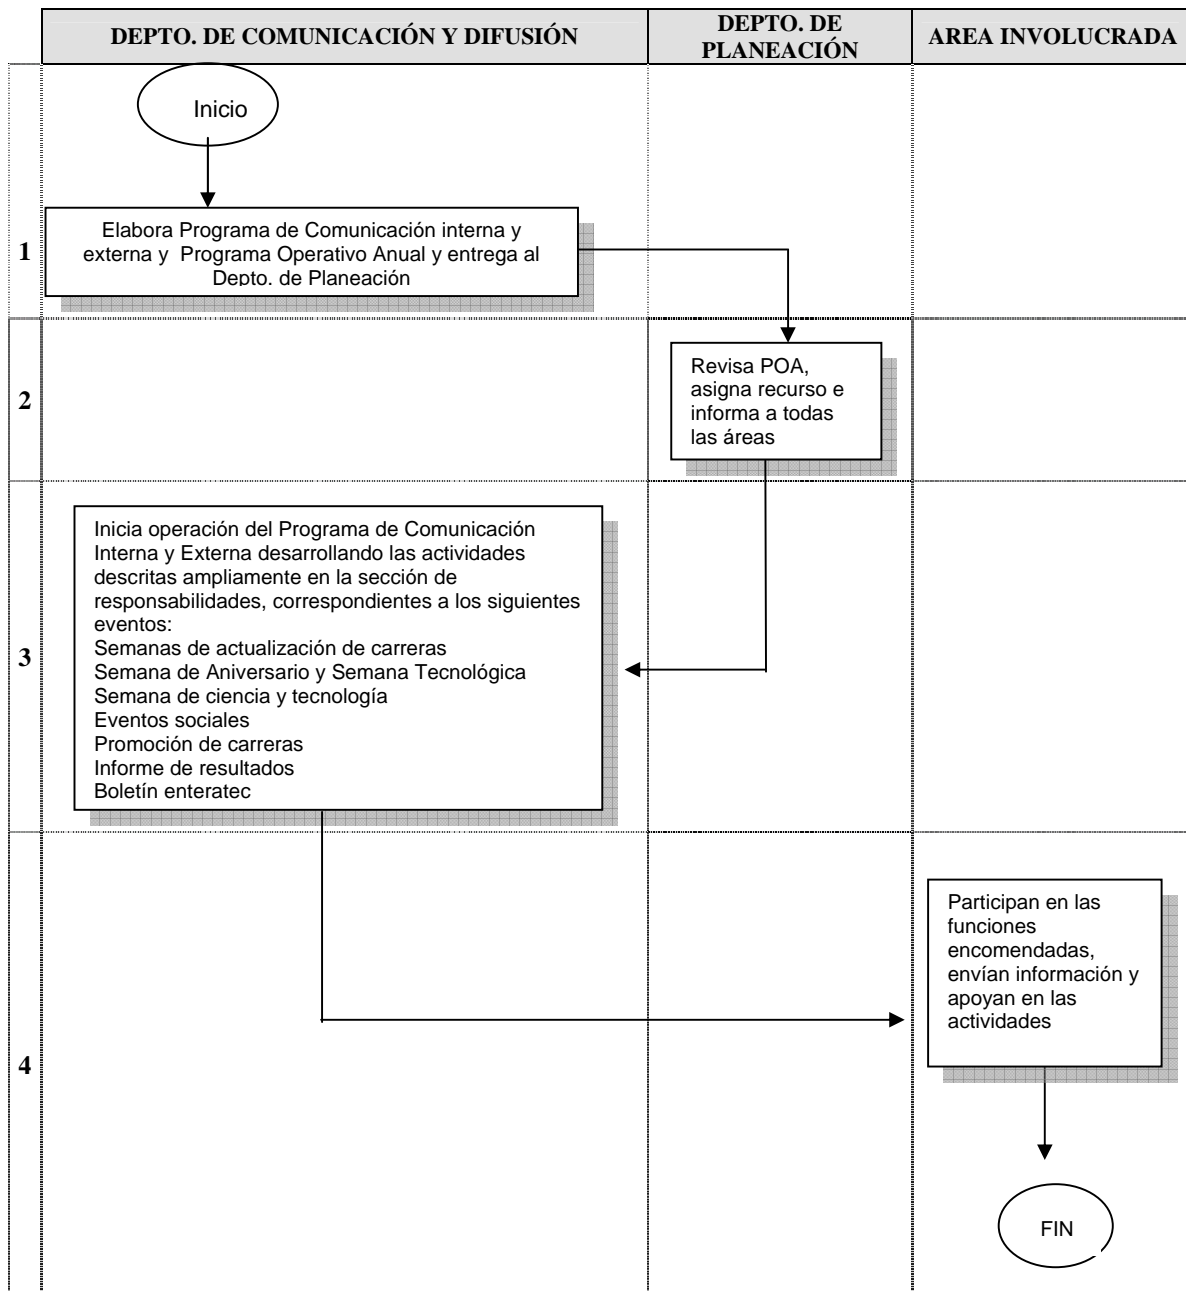 DEPTO. DE COMUNICACIÓN Y DIFUSIÓN
DEPTO. DE
PLANEACIÓN
AREA INVOLUCRADA
Inicio
1
Elabora Programa de Comunicación interna y
externa y Programa Operativo Anual y entrega al
Depto. de Planeación
2
Revisa POA,
asigna recurso e
informa a todas
las áreas
3
Inicia operación del Programa de Comunicación
Interna y Externa desarrollando las actividades
descritas ampliamente en la sección de
responsabilidades, correspondientes a los siguientes
eventos:
Semanas de actualización de carreras
Semana de Aniversario y Semana Tecnológica
Semana de ciencia y tecnología
Eventos sociales
Promoción de carreras
Informe de resultados
Boletín enteratec
4
Participan en las
funciones
encomendadas,
envían información y
apoyan en las
actividades
FIN